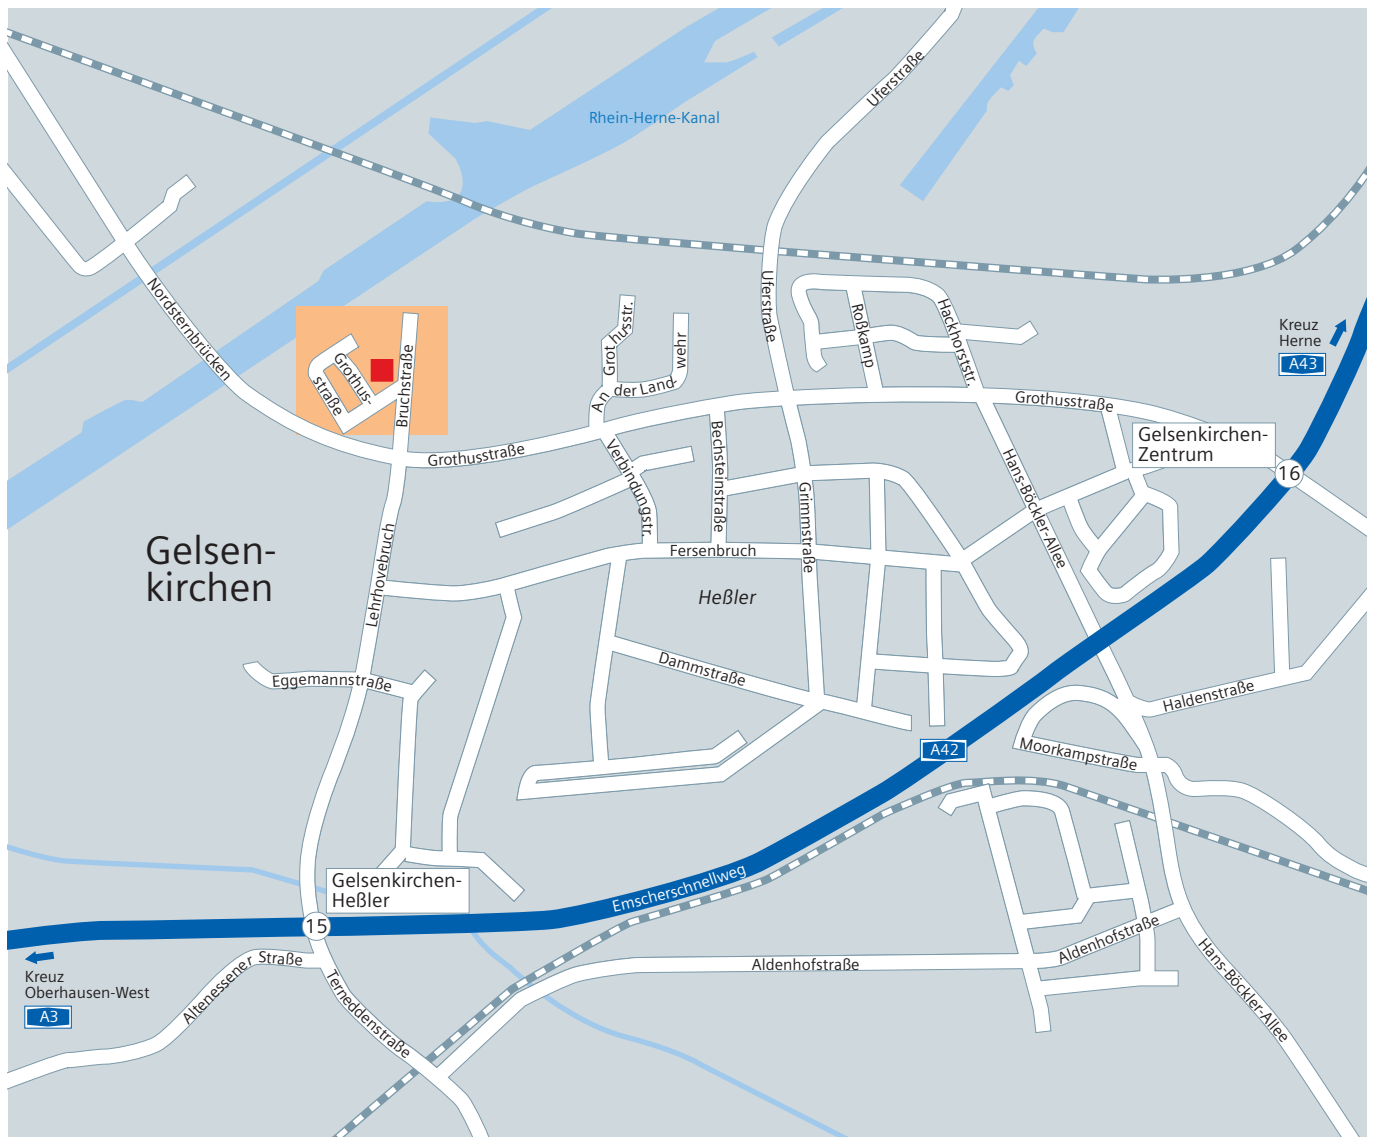 Uferstraße
Rhein-Herne-Kanal
Nordsternbrücken
Uferstraße
Roßkamp
Hackhorststr.
Kreuz
Herne
A43
Grothusstr.
An der Landwehr
Grothus-
straße
Bruchstraße
Grothusstraße
Grothusstraße
Gelsenkirchen-
Zentrum
16
Verbindungstr.
Bechsteinstraße
Grimmstraße
Hans-Böckler-Allee
Gelsen-
kirchen
Lehrhovebruch
Fersenbruch
Heßler
Eggemannstraße
Dammstraße
Haldenstraße
A42
Moorkampstraße
Gelsenkirchen-
Heßler
15
Emscherschnellweg
Kreuz
Oberhausen-West
A3
Altenessener Straße
Terneddenstraße
Aldenhofstraße
Aldenhofstraße
Hans-Böckler-Allee